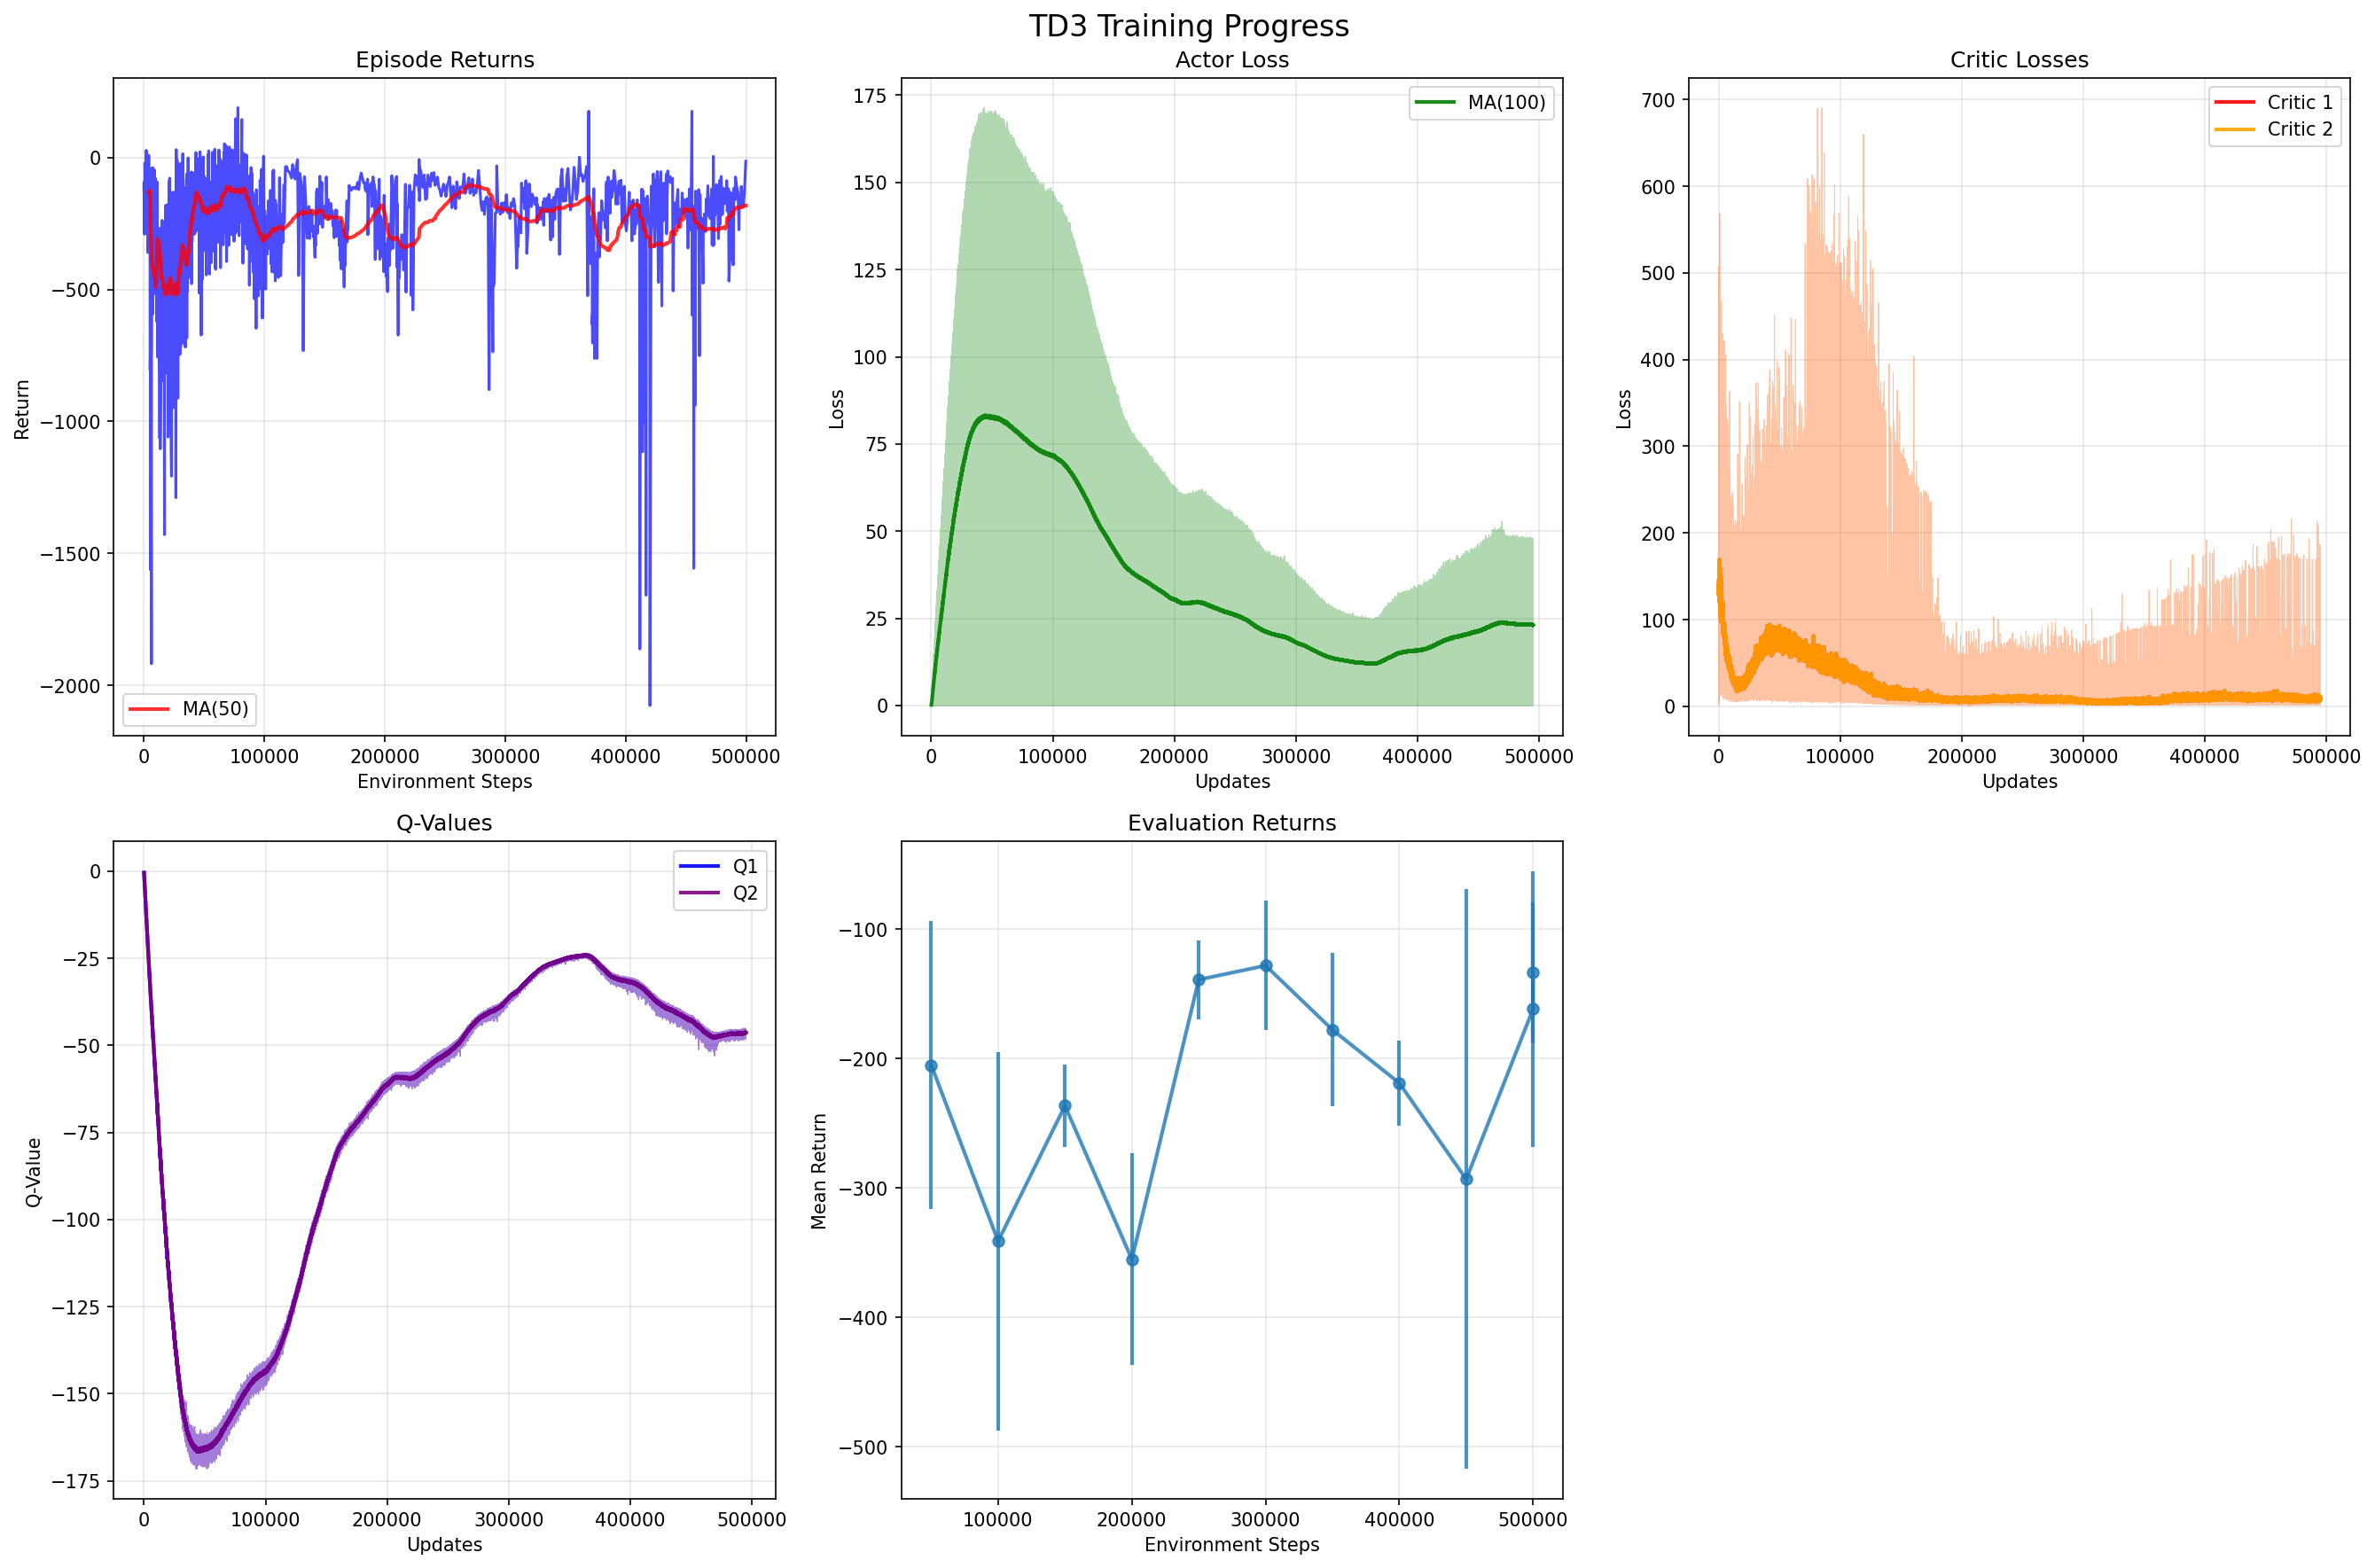 TD3 Training Progress
Episode Returns
Return
0
−500
−1000
−1500
−2000
MA(50)
0 100000 200000 300000 400000 500000
Environment Steps
Actor Loss
Loss
175
150
125
100
75
50
25
0
MA(100)
0 100000 200000 300000 400000 500000
Updates
Critic Losses
Loss
700
600
500
400
300
200
100
0
Critic 1
Critic 2
0 100000 200000 300000 400000 500000
Updates
Q-Values
Q-Value
0
−25
−50
−75
−100
−125
−150
−175
Q1
Q2
0 100000 200000 300000 400000 500000
Updates
Evaluation Returns
Mean Return
−100
−200
−300
−400
−500
100000 200000 300000 400000 500000
Environment Steps